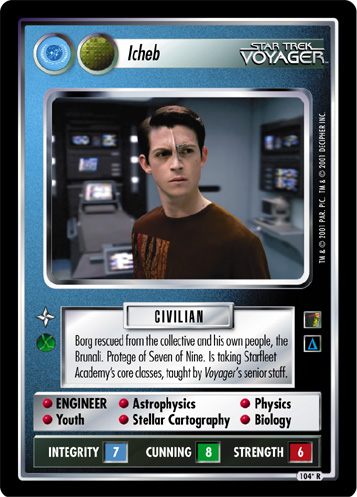 Icheb
STAR TREK
VOYAGER
TM & © 2001 PAR. PIC. TM & © 2001 DECIPHER INC.
CIVILIAN
Borg rescued from the collective and his own people, the
Brunali. Protege of Seven of Nine. Is taking Starfleet
Academy's core classes, taught by Voyager's senior staff.
ENGINEER Astrophysics Physics
Youth Stellar Cartography Biology
INTEGRITY 7 CUNNING 8 STRENGTH 6
104* R